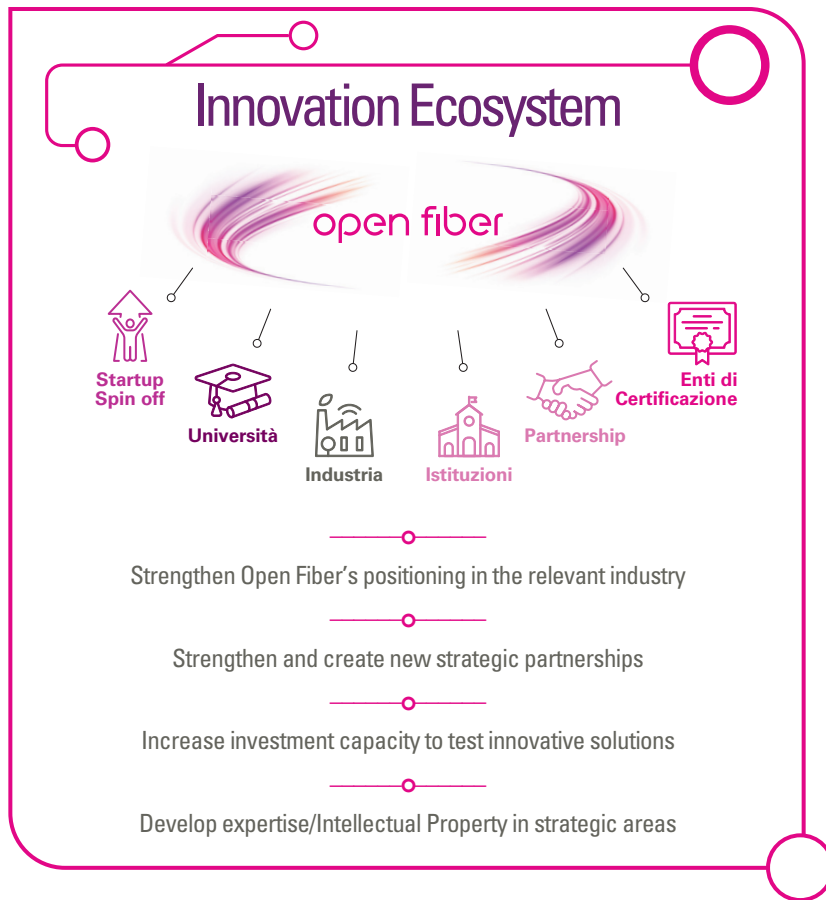 Innovation Ecosystem
open fiber
Startup
Spin off
Università
Industria
Istituzioni
Partnership
Enti di
Certificazione
Strengthen Open Fiber's positioning in the relevant industry
Strengthen and create new strategic partnerships
Increase investment capacity to test innovative solutions
Develop expertise/Intellectual Property in strategic areas